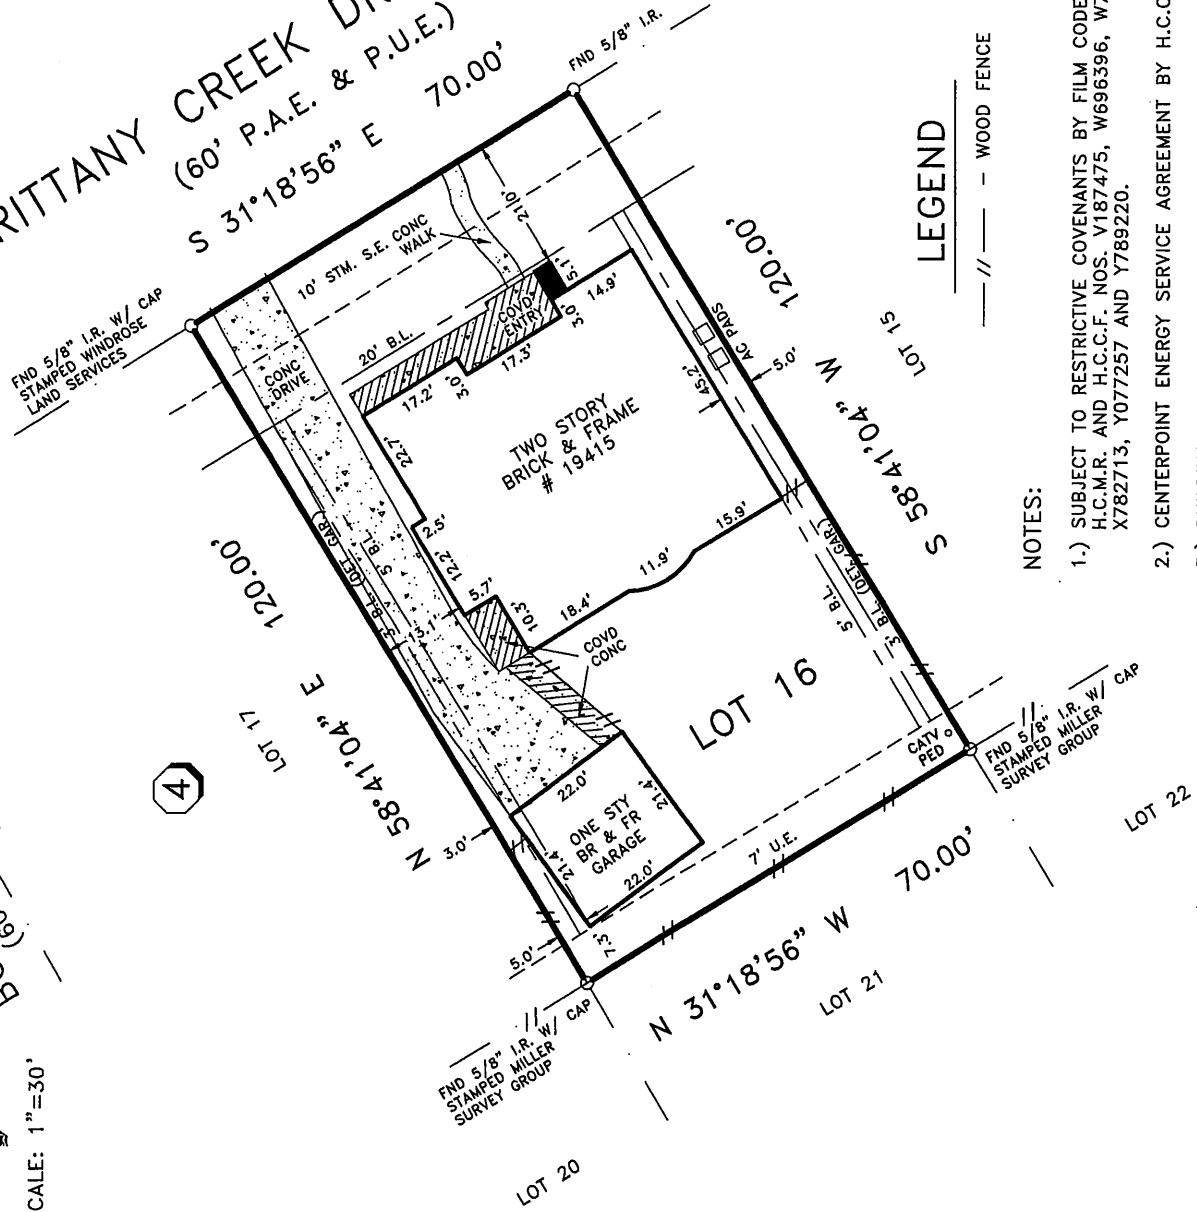 RITTANY CREEK DR
(60' P.A.E. & P.U.E.)
S 31°18'56" E 70.00'
FND 5/8" I.R.
FND 5/8" I.R. W/ CAP
STAMPED WINDROSE
LAND SERVICES
10' STM. S.E.
CONC
WALK
21.0'
20' B.L.
COV'D
ENTRY
5.1'
14.9'
3.0'
17.3'
3.0'
17.2'
CONC
DRIVE
22.7'
2.5'
12.2'
5.7'
10.3'
18.4'
11.9'
15.9'
45.2'
AC PADS
5.0'
TWO STORY
BRICK & FRAME
# 19415
120.00'
S 58°41'04" W
LOT 15
120.00'
N 58°41'04" E
LOT 17
3' B.L. (DET. GAR.)
5' B.L.
13.1'
COVD
CONC
LOT 16
5' B.L.
3' B.L. (DET. GAR.)
CATV
PED
FND 5/8" I.R. W/ CAP
STAMPED MILLER
SURVEY GROUP
LOT 22
22.0'
21.4'
ONE STY
BR & FR
GARAGE
21.4'
22.0'
3.0'
5.0'
7.3'
7' U.E.
N 31°18'56" W 70.00'
LOT 21
FND 5/8" I.R. W/ CAP
STAMPED MILLER
SURVEY GROUP
LOT 20
4
CALE: 1"=30'
LEGEND
// WOOD FENCE
NOTES:
1.) SUBJECT TO RESTRICTIVE COVENANTS BY FILM CODE
H.C.M.R. AND H.C.C.F. NOS. V187475, W696396,
X782713, Y077257 AND Y789220.
2.) CENTERPOINT ENERGY SERVICE AGREEMENT BY H.C.C